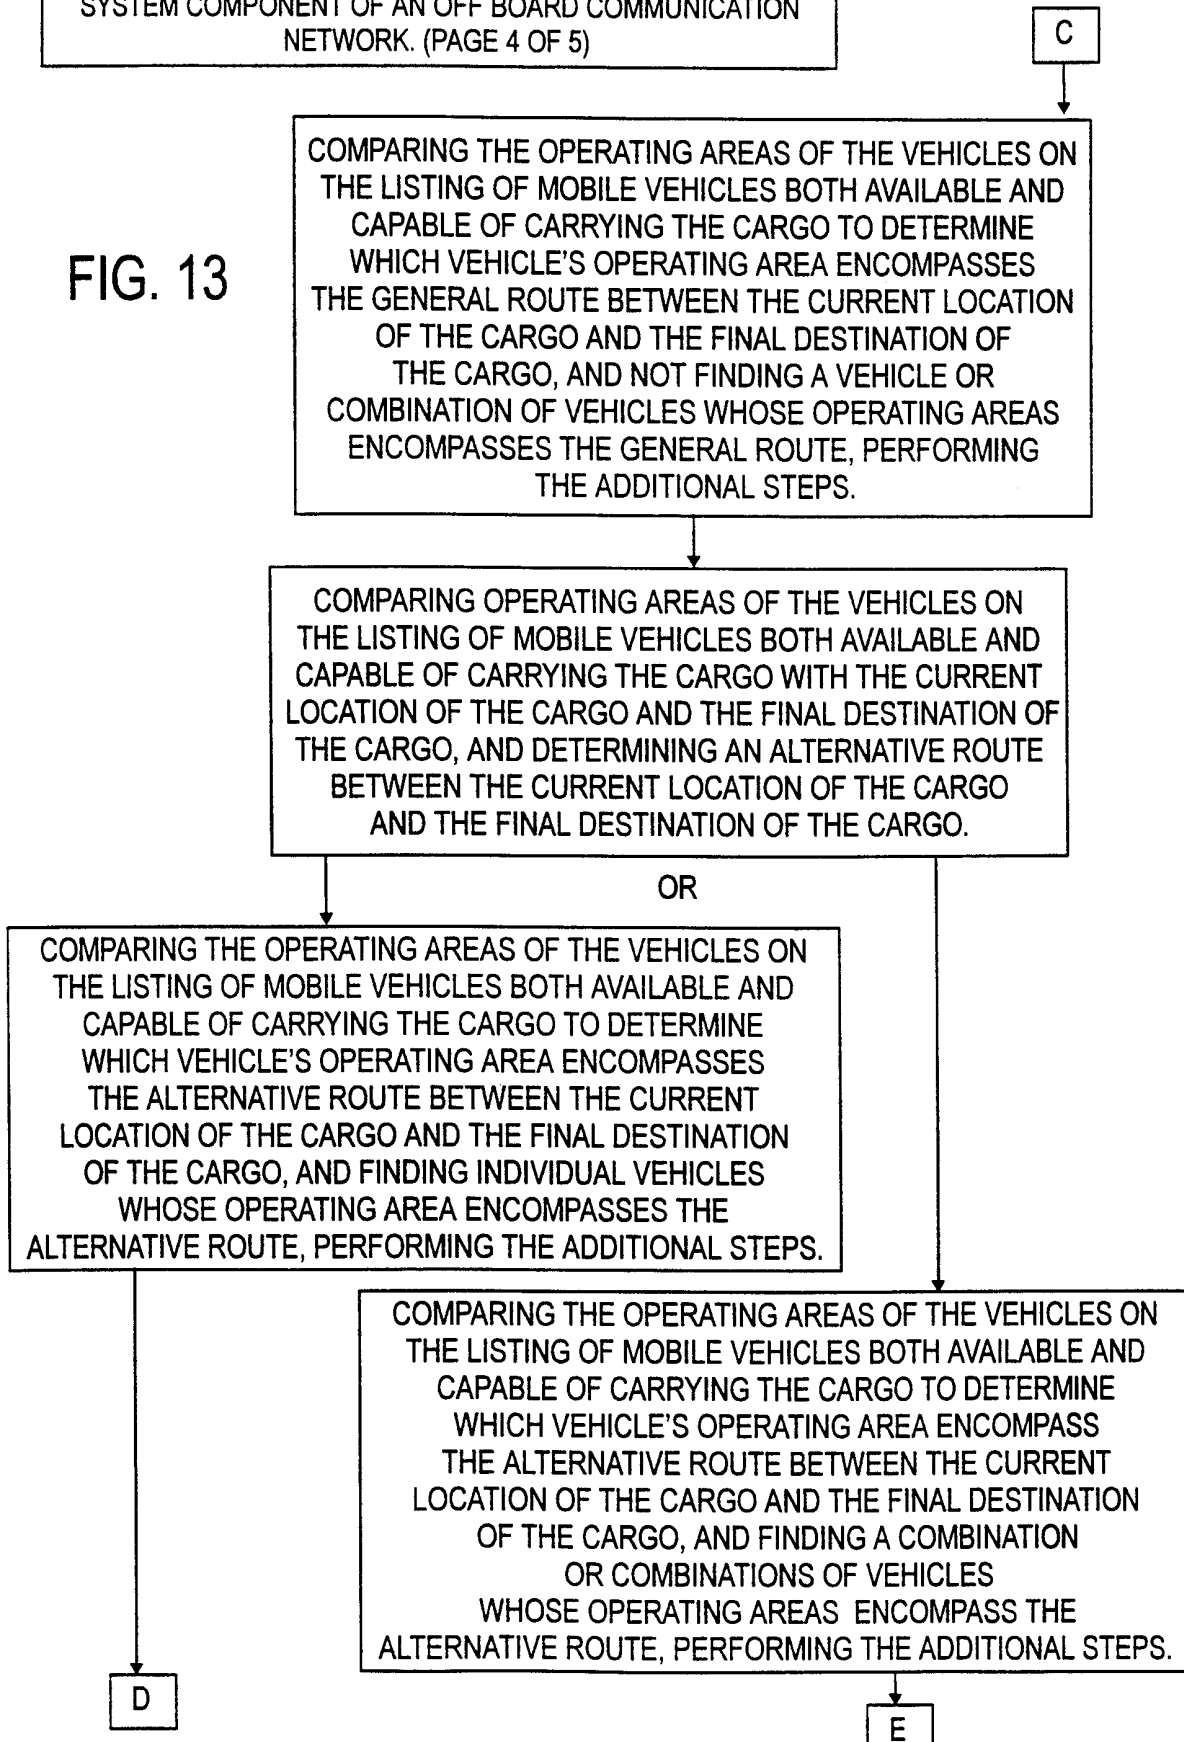 SYSTEM COMPONENT OF AN OFF BOARD COMMUNICATION
NETWORK. (PAGE 4 OF 5)
C
FIG. 13
COMPARING THE OPERATING AREAS OF THE VEHICLES ON
THE LISTING OF MOBILE VEHICLES BOTH AVAILABLE AND
CAPABLE OF CARRYING THE CARGO TO DETERMINE
WHICH VEHICLE'S OPERATING AREA ENCOMPASSES
THE GENERAL ROUTE BETWEEN THE CURRENT LOCATION
OF THE CARGO AND THE FINAL DESTINATION OF
THE CARGO, AND NOT FINDING A VEHICLE OR
COMBINATION OF VEHICLES WHOSE OPERATING AREAS
ENCOMPASSES THE GENERAL ROUTE, PERFORMING
THE ADDITIONAL STEPS.
COMPARING OPERATING AREAS OF THE VEHICLES ON
THE LISTING OF MOBILE VEHICLES BOTH AVAILABLE AND
CAPABLE OF CARRYING THE CARGO WITH THE CURRENT
LOCATION OF THE CARGO AND THE FINAL DESTINATION OF
THE CARGO, AND DETERMINING AN ALTERNATIVE ROUTE
BETWEEN THE CURRENT LOCATION OF THE CARGO
AND THE FINAL DESTINATION OF THE CARGO.
OR
COMPARING THE OPERATING AREAS OF THE VEHICLES ON
THE LISTING OF MOBILE VEHICLES BOTH AVAILABLE AND
CAPABLE OF CARRYING THE CARGO TO DETERMINE
WHICH VEHICLE'S OPERATING AREA ENCOMPASSES
THE ALTERNATIVE ROUTE BETWEEN THE CURRENT
LOCATION OF THE CARGO AND THE FINAL DESTINATION
OF THE CARGO, AND FINDING INDIVIDUAL VEHICLES
WHOSE OPERATING AREA ENCOMPASSES THE
ALTERNATIVE ROUTE, PERFORMING THE ADDITIONAL STEPS.
COMPARING THE OPERATING AREAS OF THE VEHICLES ON
THE LISTING OF MOBILE VEHICLES BOTH AVAILABLE AND
CAPABLE OF CARRYING THE CARGO TO DETERMINE
WHICH VEHICLE'S OPERATING AREA ENCOMPASS
THE ALTERNATIVE ROUTE BETWEEN THE CURRENT
LOCATION OF THE CARGO AND THE FINAL DESTINATION
OF THE CARGO, AND FINDING A COMBINATION
OR COMBINATIONS OF VEHICLES
WHOSE OPERATING AREAS ENCOMPASS THE
ALTERNATIVE ROUTE, PERFORMING THE ADDITIONAL STEPS.
D
E